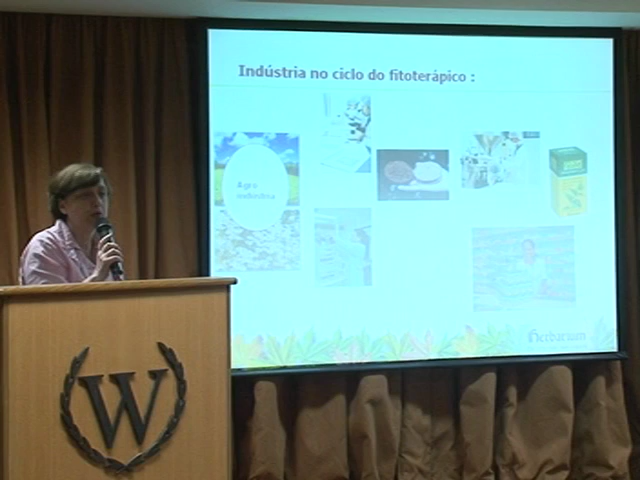 Indústria no ciclo do fitoterápico :
Agro
indústria
Herbarium
W